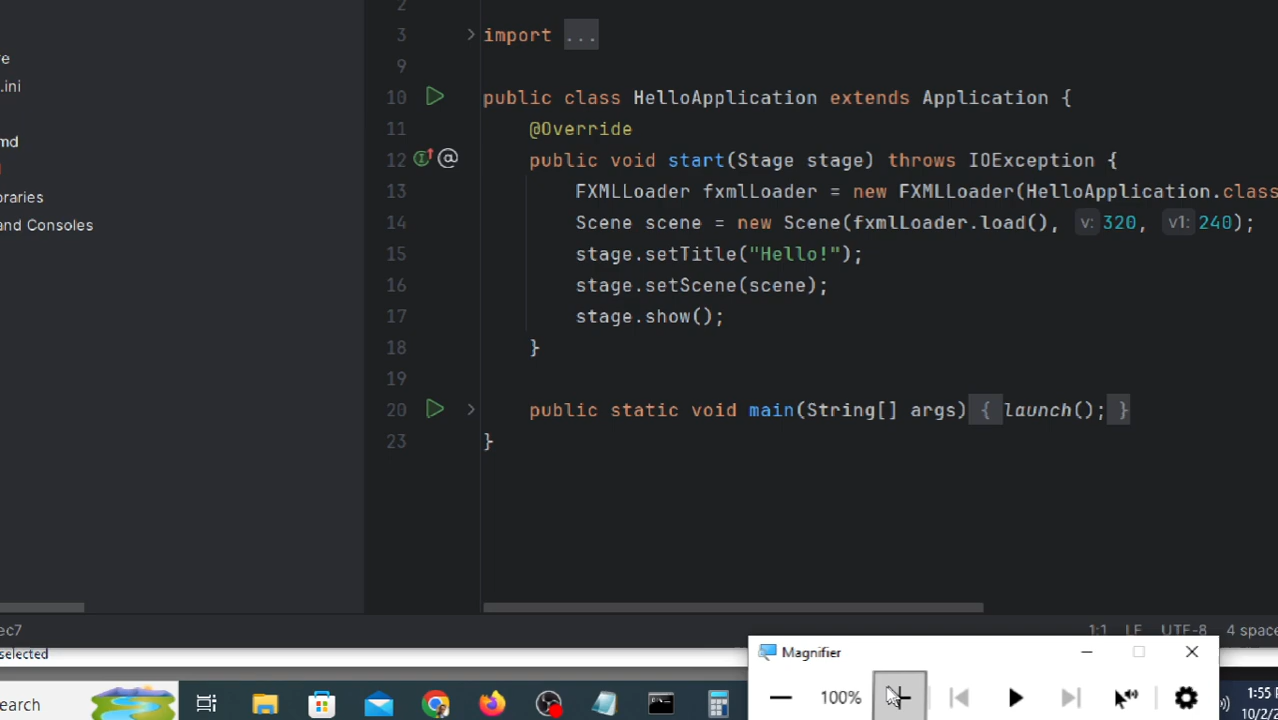 2
3 import ...
re
9
.ini
10 public class HelloApplication extends Application {
11 @Override
md
12 public void start(Stage stage) throws IOException {
13 FXMLLoader fxmlLoader = new FXMLLoader(HelloApplication.class
raries
14 Scene scene = new Scene(fxmlLoader.load(), v: 320, v1: 240);
and Consoles
15 stage.setTitle("Hello!");
16 stage.setScene(scene);
17 stage.show();
18 }
19
20 public static void main(String[] args) { launch(); }
23 }
ec7
1:1 LF UTF-8 4 space
selected
Magnifier
earch
100%
1:55 P
10/2/2